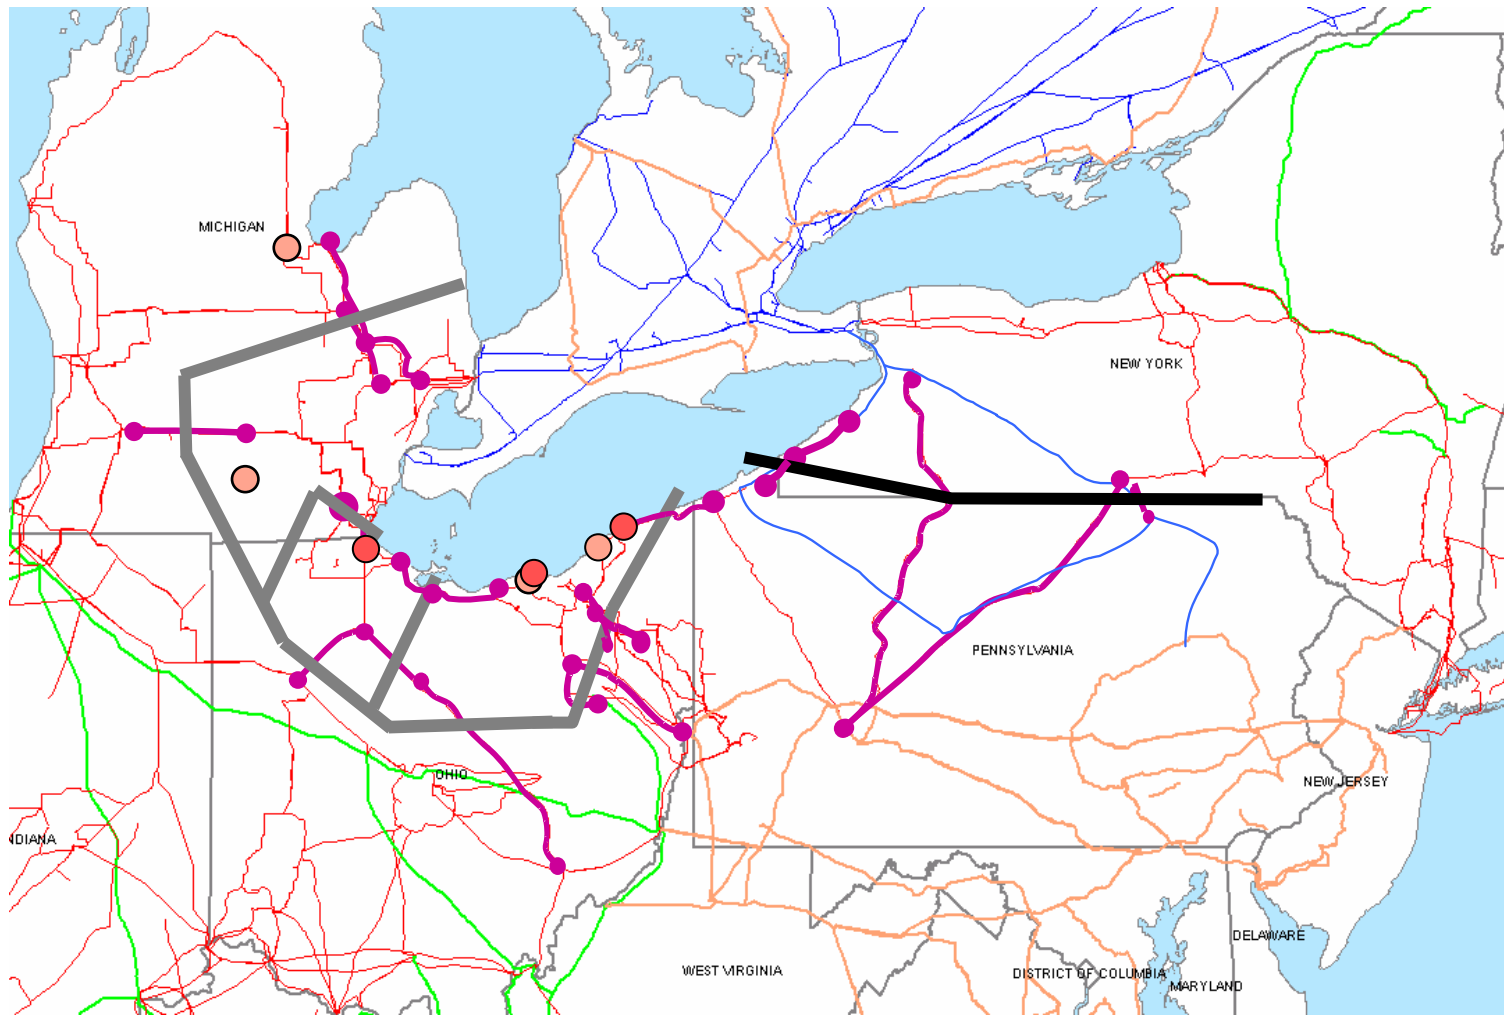 MICHIGAN
NEW YORK
PENNSYLVANIA
OHIO
NEW JERSEY
NDIANA
DELAWARE
WEST VIRGINIA
DISTRICT OF COLUMBIA
MARYLAND